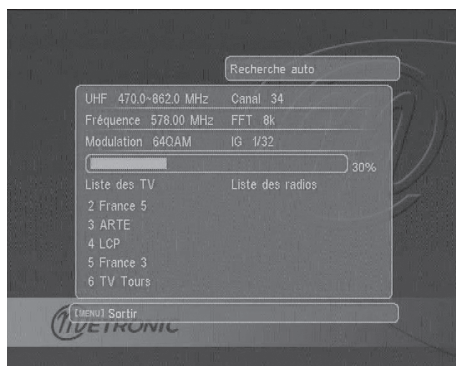 Recherche auto
UHF 470.0~862.0 MHz Canal 34
Fréquence 578.00 MHz FFT 8k
Modulation 64QAM IG 1/32
30%
Liste des TV Liste des radios
2 France 5
3 ARTE
4 LCP
5 France 3
6 TV Tours
[MENU] Sortir
METRONIC